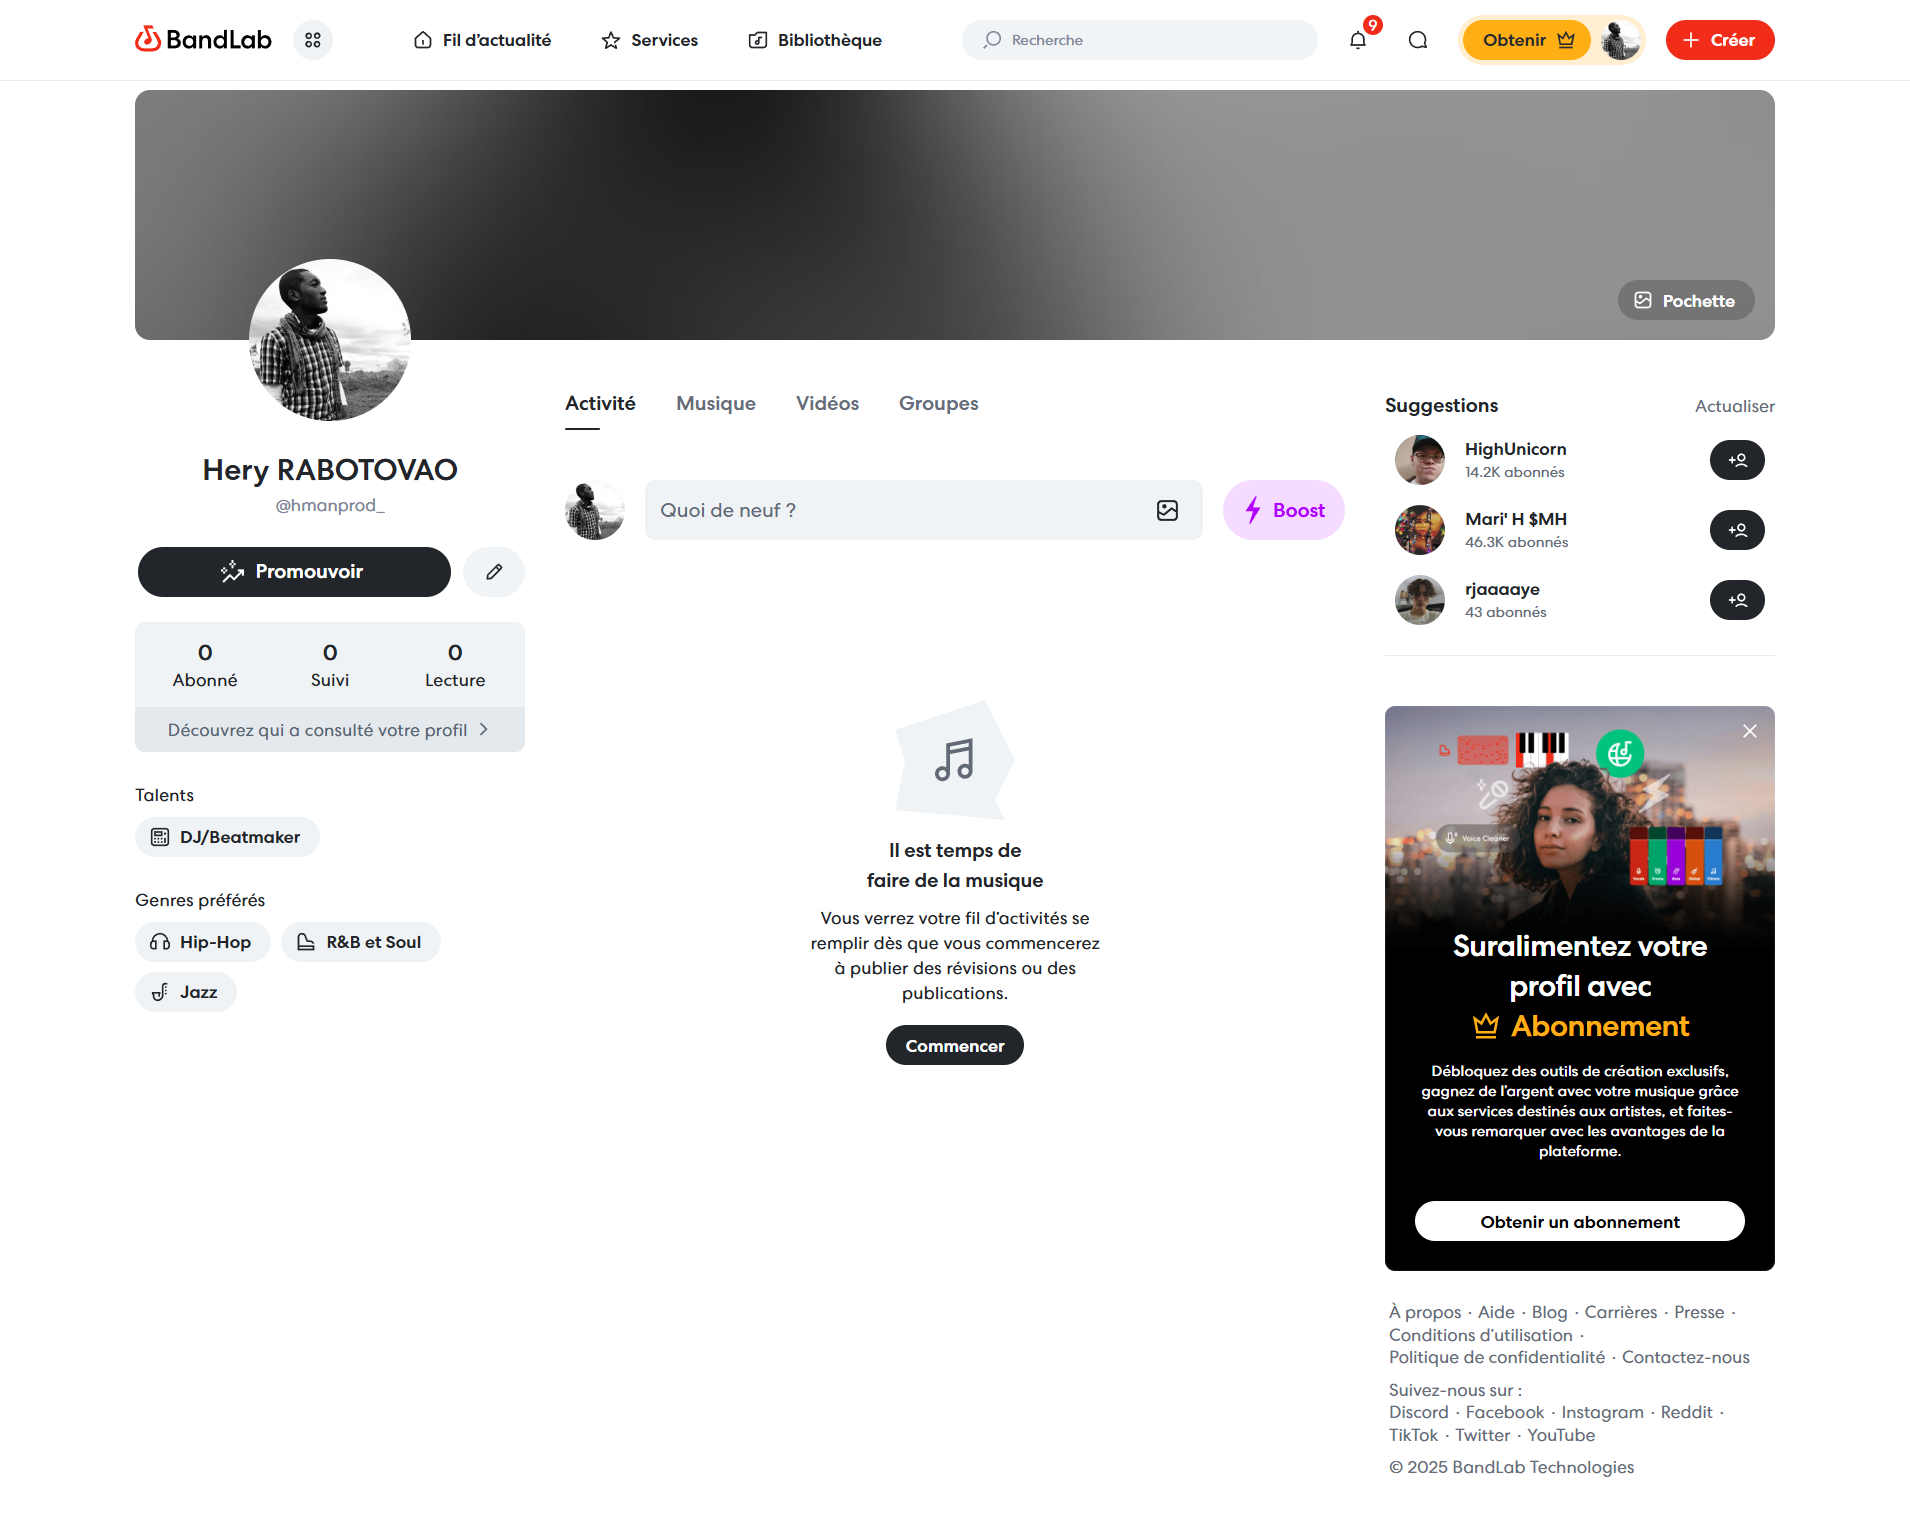 BandLab
Fil d'actualité
Services
Bibliothèque
Recherche
9
Obtenir
Créer
Pochette
Hery RABOTOVAO
@hmanprod_
Promouvoir
0 0 0
Abonné Suivi Lecture
Découvrez qui a consulté votre profil
Talents
DJ/Beatmaker
Genres préférés
Hip-Hop
R&B et Soul
Jazz
Activité Musique Vidéos Groupes
Quoi de neuf ?
Boost
Il est temps de
faire de la musique
Vous verrez votre fil d'activités se
remplir dès que vous commencerez
à publier des révisions ou des
publications.
Commencer
Suggestions
Actualiser
HighUnicorn
14.2K abonnés
Mari' H $MH
46.3K abonnés
rjaaaaye
43 abonnés
Voice Cleaner
Suralimentez votre
profil avec
Abonnement
Débloquez des outils de création exclusifs,
gagnez de l'argent avec votre musique grâce
aux services destinés aux artistes, et faites-
vous remarquer avec les avantages de la
plateforme.
Obtenir un abonnement
À propos · Aide · Blog · Carrières · Presse ·
Conditions d'utilisation ·
Politique de confidentialité · Contactez-nous
Suivez-nous sur :
Discord · Facebook · Instagram · Reddit ·
TikTok · Twitter · YouTube
© 2025 BandLab Technologies